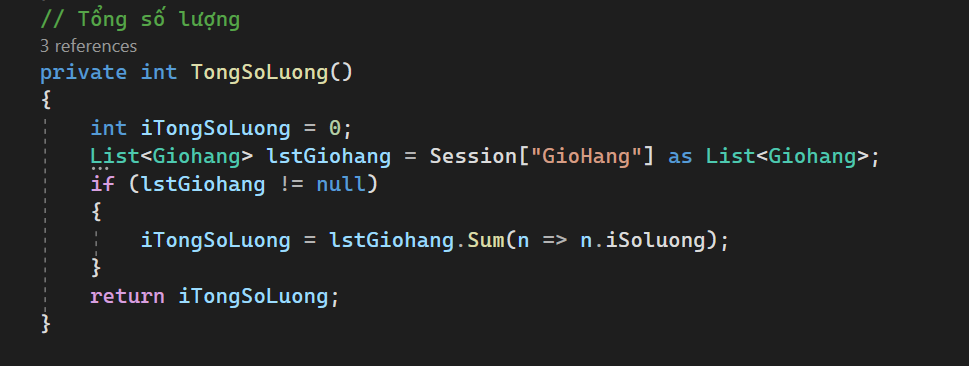 // Tổng số lượng
3 references
private int TongSoLuong()
{
int iTongSoLuong = 0;
List<Giohang> lstGiohang = Session["GioHang"] as List<Giohang>;
if (lstGiohang != null)
{
iTongSoLuong = lstGiohang.Sum(n => n.iSoluong);
}
return iTongSoLuong;
}